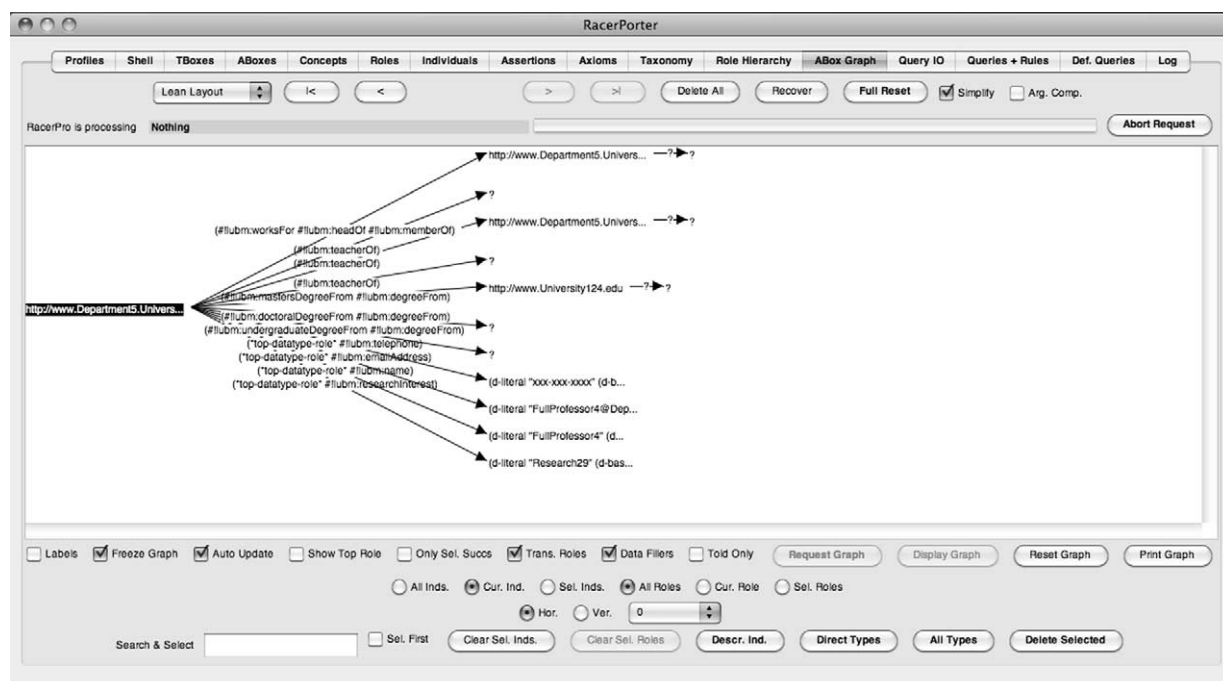 RacerPorter
Profiles Shell TBoxes ABoxes Concepts Roles Individuals Assertions Axioms Taxonomy Role Hierarchy ABox Graph Query IO Queries + Rules Def. Queries Log
Lean Layout |< < > >| Delete All Recover Full Reset Simplify Arg. Comp.
RacerPro is processing Nothing Abort Request
http://www.Department5.Univers... ? ?
?
http://www.Department5.Univers... ? ?
(#!lubm:worksFor #!lubm:headOf #!lubm:memberOf)
(#!lubm:teacherOf)
(#!lubm:teacherOf)
?
(#!lubm:teacherOf)
http://www.University124.edu ? ?
(#!lubm:mastersDegreeFrom #!lubm:degreeFrom)
http://www.Department5.Univers...
(#!lubm:doctoralDegreeFrom #!lubm:degreeFrom)
?
(#!lubm:undergraduateDegreeFrom #!lubm:degreeFrom)
(*top-datatype-role* #!lubm:telephone)
?
(*top-datatype-role* #!lubm:emailAddress)
(*top-datatype-role* #!lubm:name)
(*top-datatype-role* #!lubm:researchInterest)
(d-literal "xxx-xxx-xxxx" (d-b...
(d-literal "FullProfessor4@Dep...
(d-literal "FullProfessor4" (d...
(d-literal "Research29" (d-bas...
Labels Freeze Graph Auto Update Show Top Role Only Sel. Succs Trans. Roles Data Fillers Told Only Request Graph Display Graph Reset Graph Print Graph
All Inds. Cur. Ind. Sel. Inds. All Roles Cur. Role Sel. Roles
Hor. Ver. 0
Search & Select Sel. First Clear Sel. Inds. Clear Sel. Roles Descr. Ind. Direct Types All Types Delete Selected